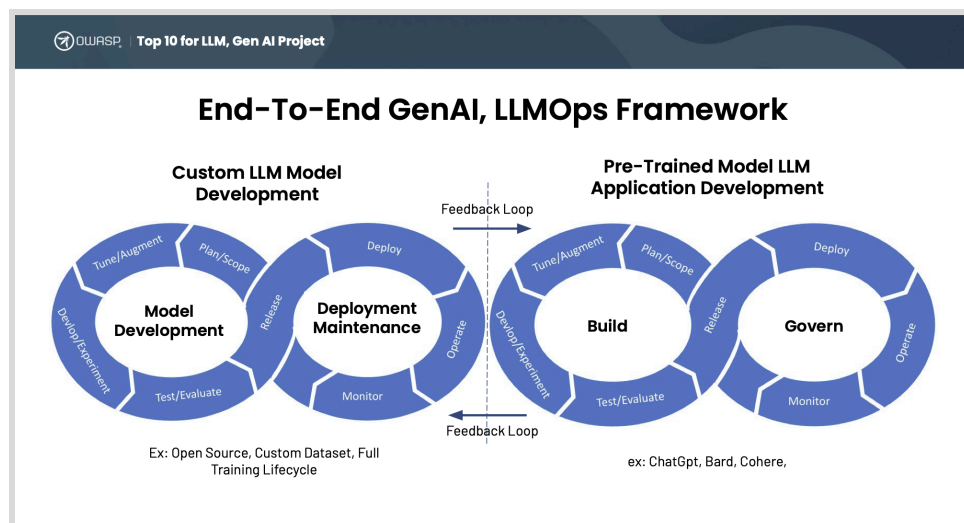 OWASP | Top 10 for LLM, Gen AI Project
End-To-End GenAI, LLMOps Framework
Custom LLM Model
Development
Tune/Augment
Plan/Scope
Devlop/Experiment
Test/Evaluate
Release
Model
Development
Deploy
Operate
Monitor
Deployment
Maintenance
Ex: Open Source, Custom Dataset, Full
Training Lifecycle
Feedback Loop
Feedback Loop
Pre-Trained Model LLM
Application Development
Tune/Augment
Plan/Scope
Devlop/Experiment
Test/Evaluate
Release
Build
Deploy
Operate
Monitor
Govern
ex: ChatGpt, Bard, Cohere,